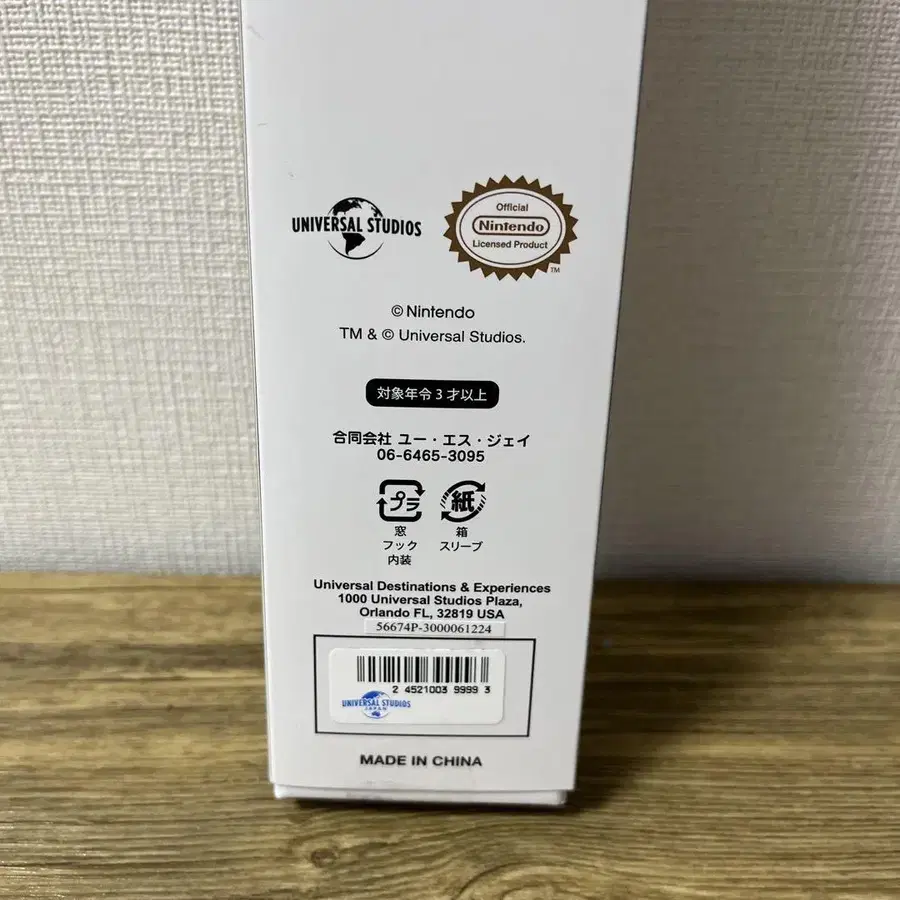 UNIVERSAL STUDIOS
Official
Nintendo
Licensed Product
TM
© Nintendo
TM & © Universal Studios.
対象年令3才以上
合同会社 ユー・エス・ジェイ
06-6465-3095
プラ
紙
窓
フック
内装
箱
スリーブ
Universal Destinations & Experiences
1000 Universal Studios Plaza,
Orlando FL, 32819 USA
56674P-3000061224
2 4521003 9999 3
UNIVERSAL STUDIOS
JAPAN
MADE IN CHINA